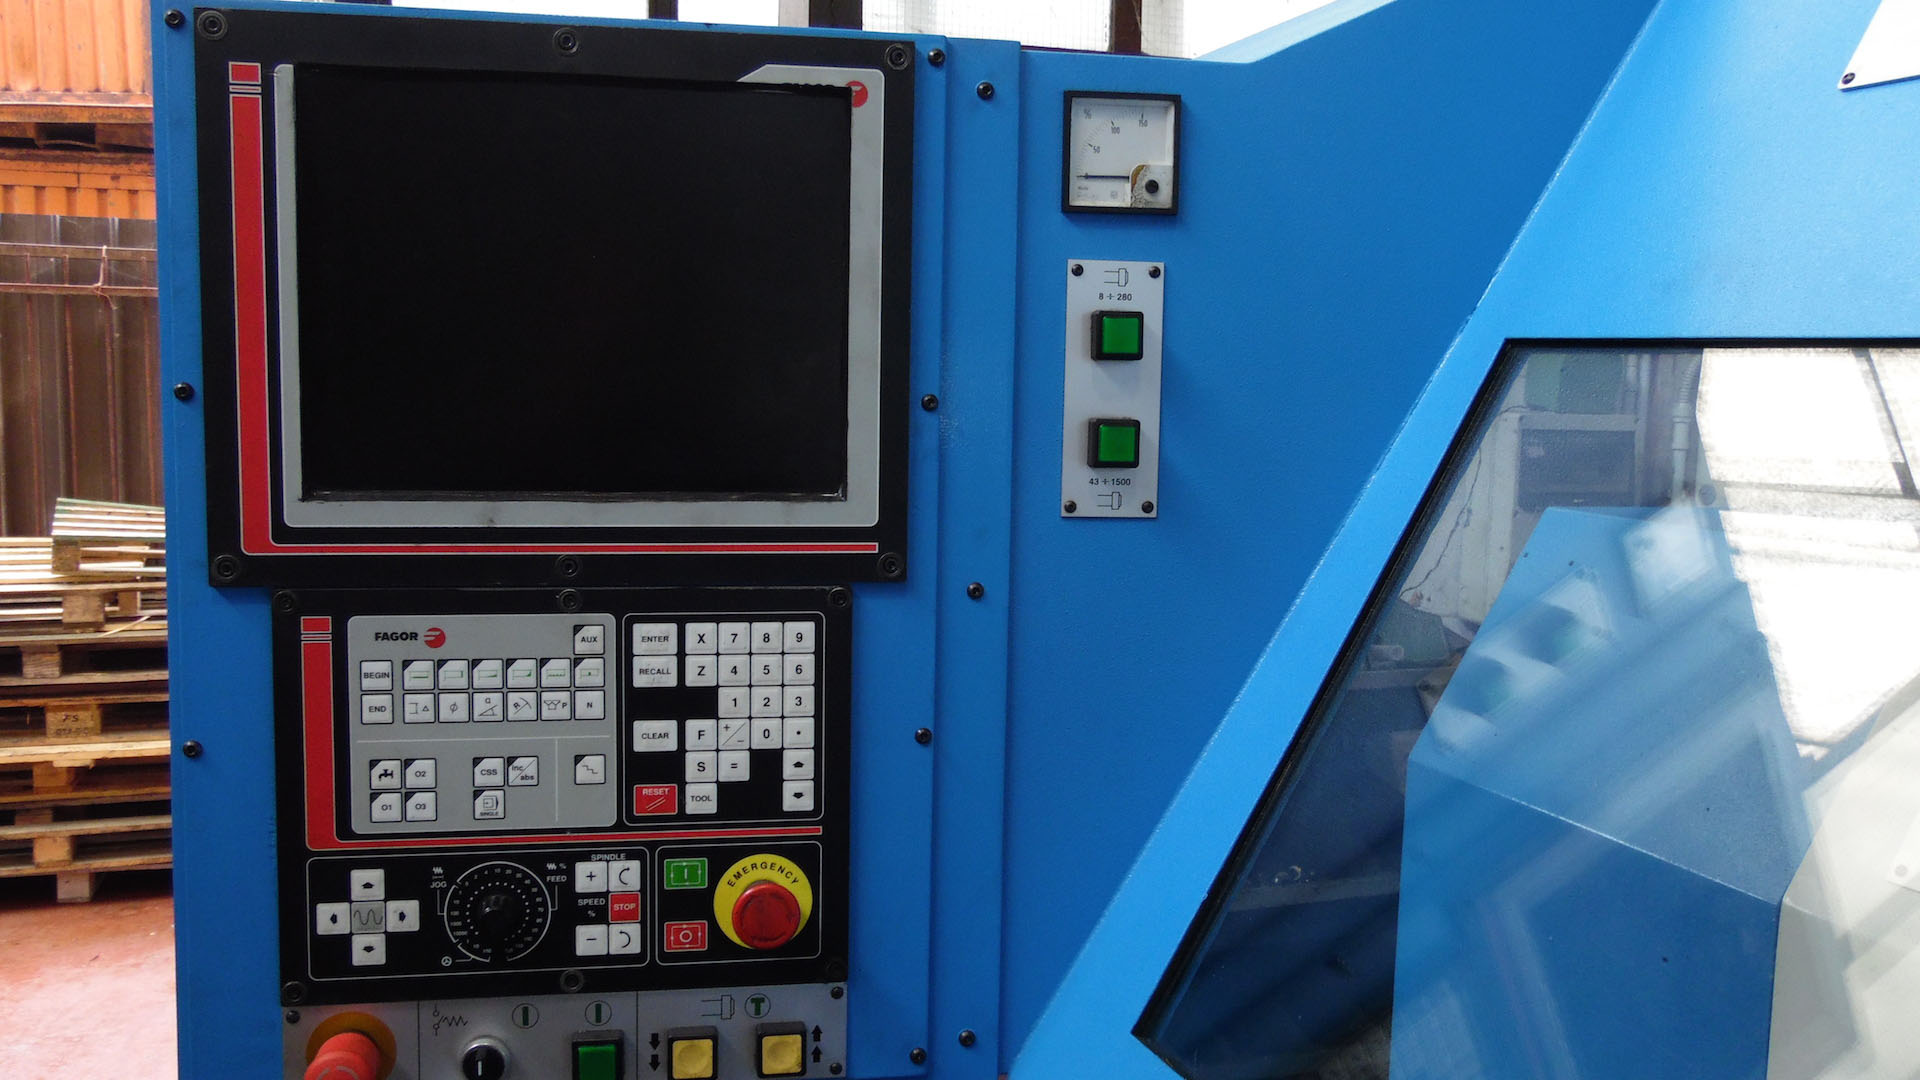 % 50 100 150
8 ÷ 280
43 ÷ 1500
FAGOR
AUX
BEGIN
END Δ ϕ α R P N
O2 CSS inc/abs
O1 O3 SINGLE
ENTER X 7 8 9
RECALL Z 4 5 6
1 2 3
CLEAR F +/- 0 .
S =
RESET TOOL
JOG
% FEED
SPINDLE
+
SPEED % STOP
-
EMERGENCY
I
O
T